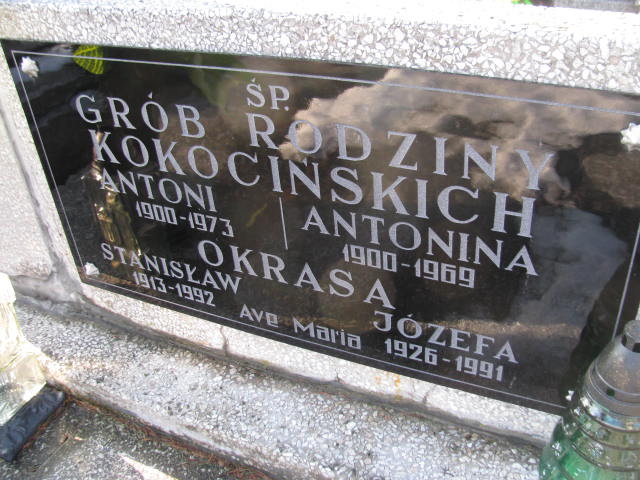 ŚP.
GRÓB RODZINY
KOKOCIŃSKICH
ANTONI ANTONINA
1900-1973 1900-1969
OKRASA
STANISŁAW JÓZEFA
1913-1992 1926-1991
Ave Maria